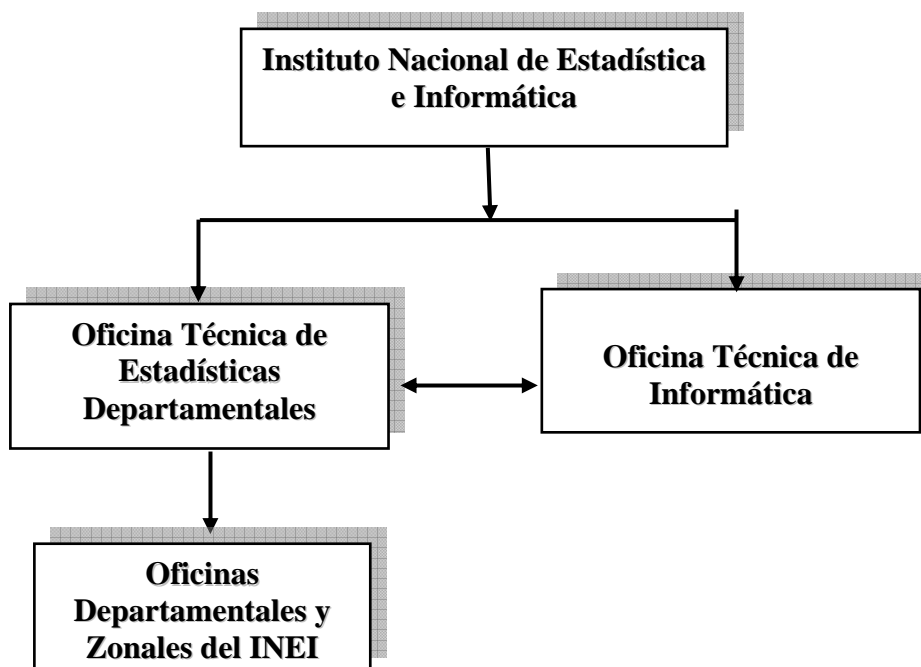 Instituto Nacional de Estadística
e Informática
Oficina Técnica de
Estadísticas
Departamentales
Oficina Técnica de
Informática
Oficinas
Departamentales y
Zonales del INEI